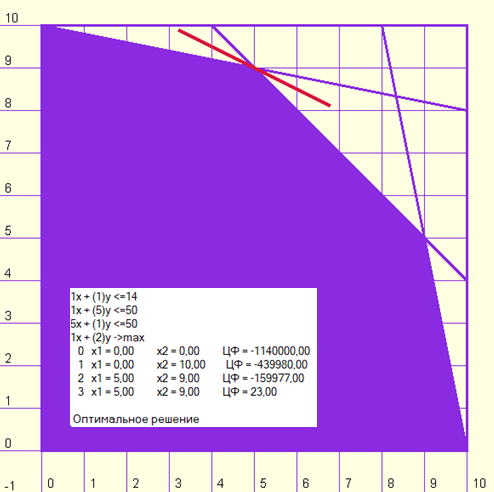 10
9
8
7
6
5
4
3
2
1
0
-1
1x + (1)y <=14
1x + (5)y <=50
5x + (1)y <=50
1x + (2)y ->max
0 x1 = 0,00 x2 = 0,00 ЦФ = -1140000,00
1 x1 = 0,00 x2 = 10,00 ЦФ = -439980,00
2 x1 = 5,00 x2 = 9,00 ЦФ = -159977,00
3 x1 = 5,00 x2 = 9,00 ЦФ = 23,00
Оптимальное решение
0 1 2 3 4 5 6 7 8 9 10